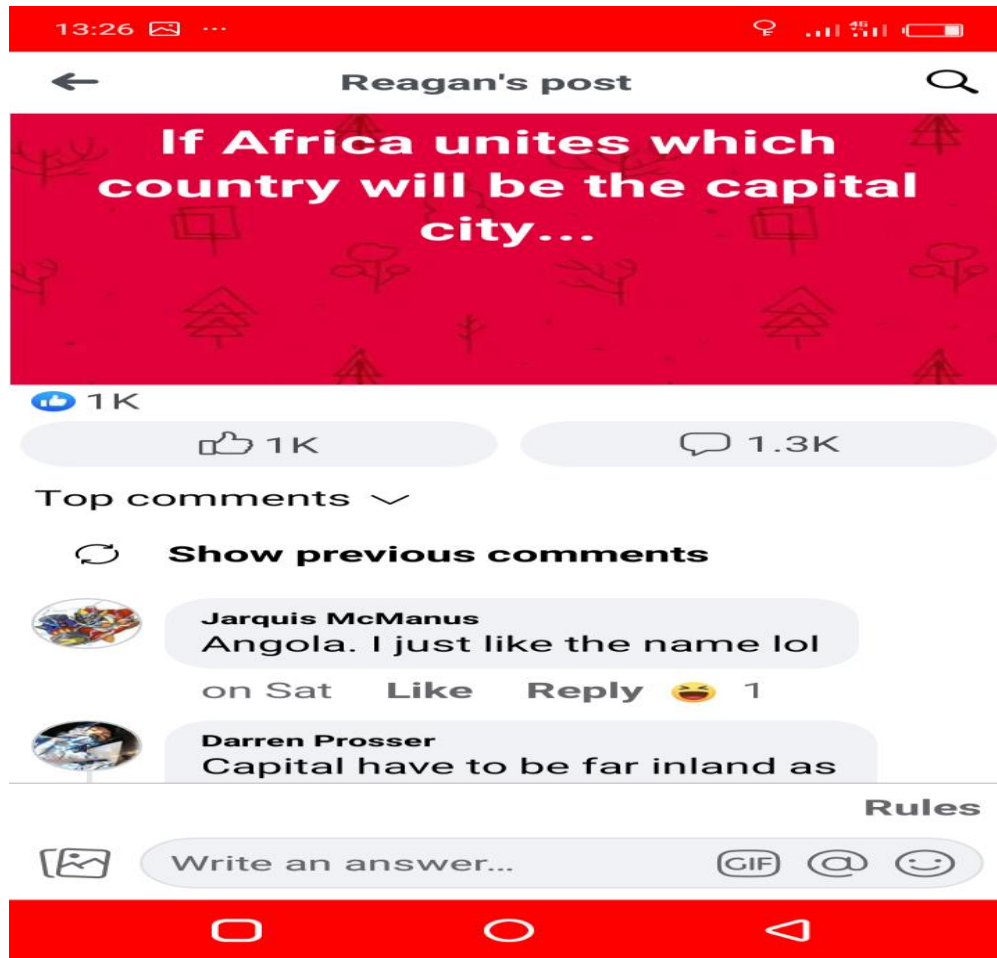 13:26 ...
4G
Reagan's post
If Africa unites which
country will be the capital
city...
1K
1K 1.3K
Top comments
Show previous comments
Jarquis McManus
Angola. I just like the name lol
on Sat Like Reply 1
Darren Prosser
Capital have to be far inland as
Rules
Write an answer... GIF @